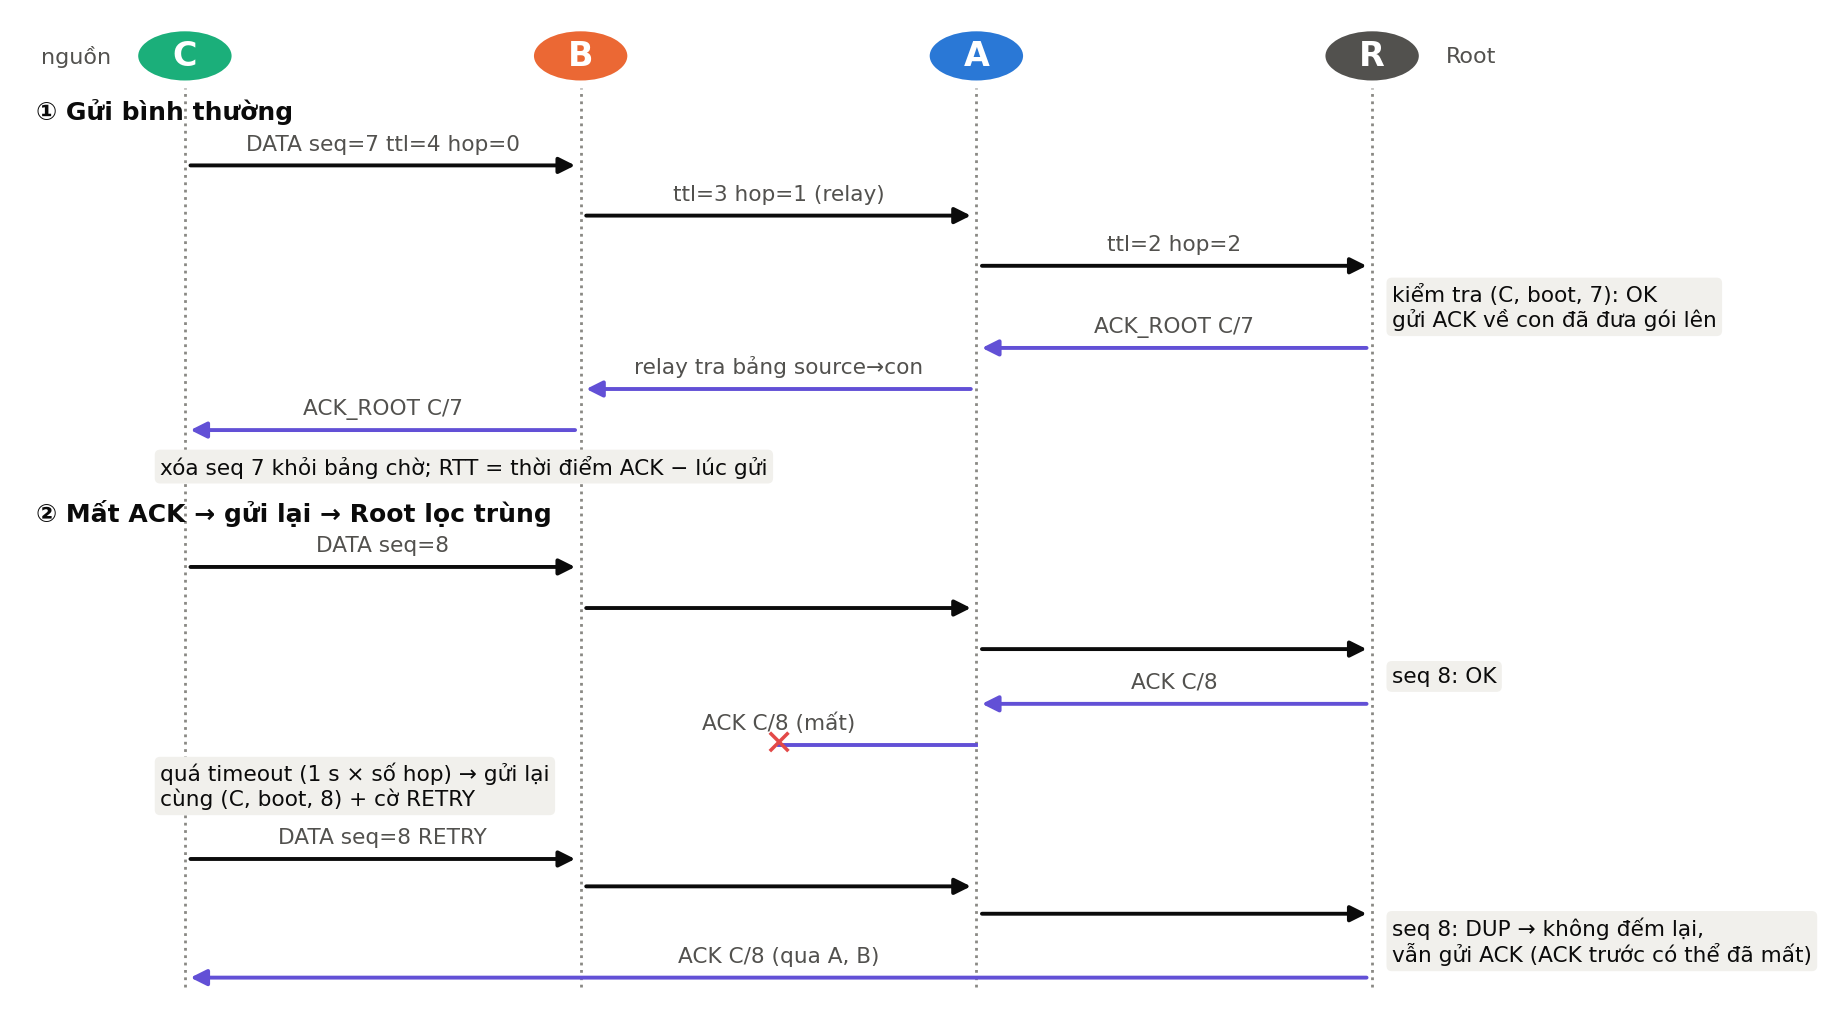 nguồn
C
B
A
R
Root
① Gửi bình thường
DATA seq=7 ttl=4 hop=0
ttl=3 hop=1 (relay)
ttl=2 hop=2
kiểm tra (C, boot, 7): OK
gửi ACK về con đã đưa gói lên
ACK_ROOT C/7
relay tra bảng source→con
ACK_ROOT C/7
xóa seq 7 khỏi bảng chờ; RTT = thời điểm ACK − lúc gửi
② Mất ACK → gửi lại → Root lọc trùng
DATA seq=8
seq 8: OK
ACK C/8
ACK C/8 (mất)
quá timeout (1 s × số hop) → gửi lại
cùng (C, boot, 8) + cờ RETRY
DATA seq=8 RETRY
seq 8: DUP → không đếm lại,
vẫn gửi ACK (ACK trước có thể đã mất)
ACK C/8 (qua A, B)